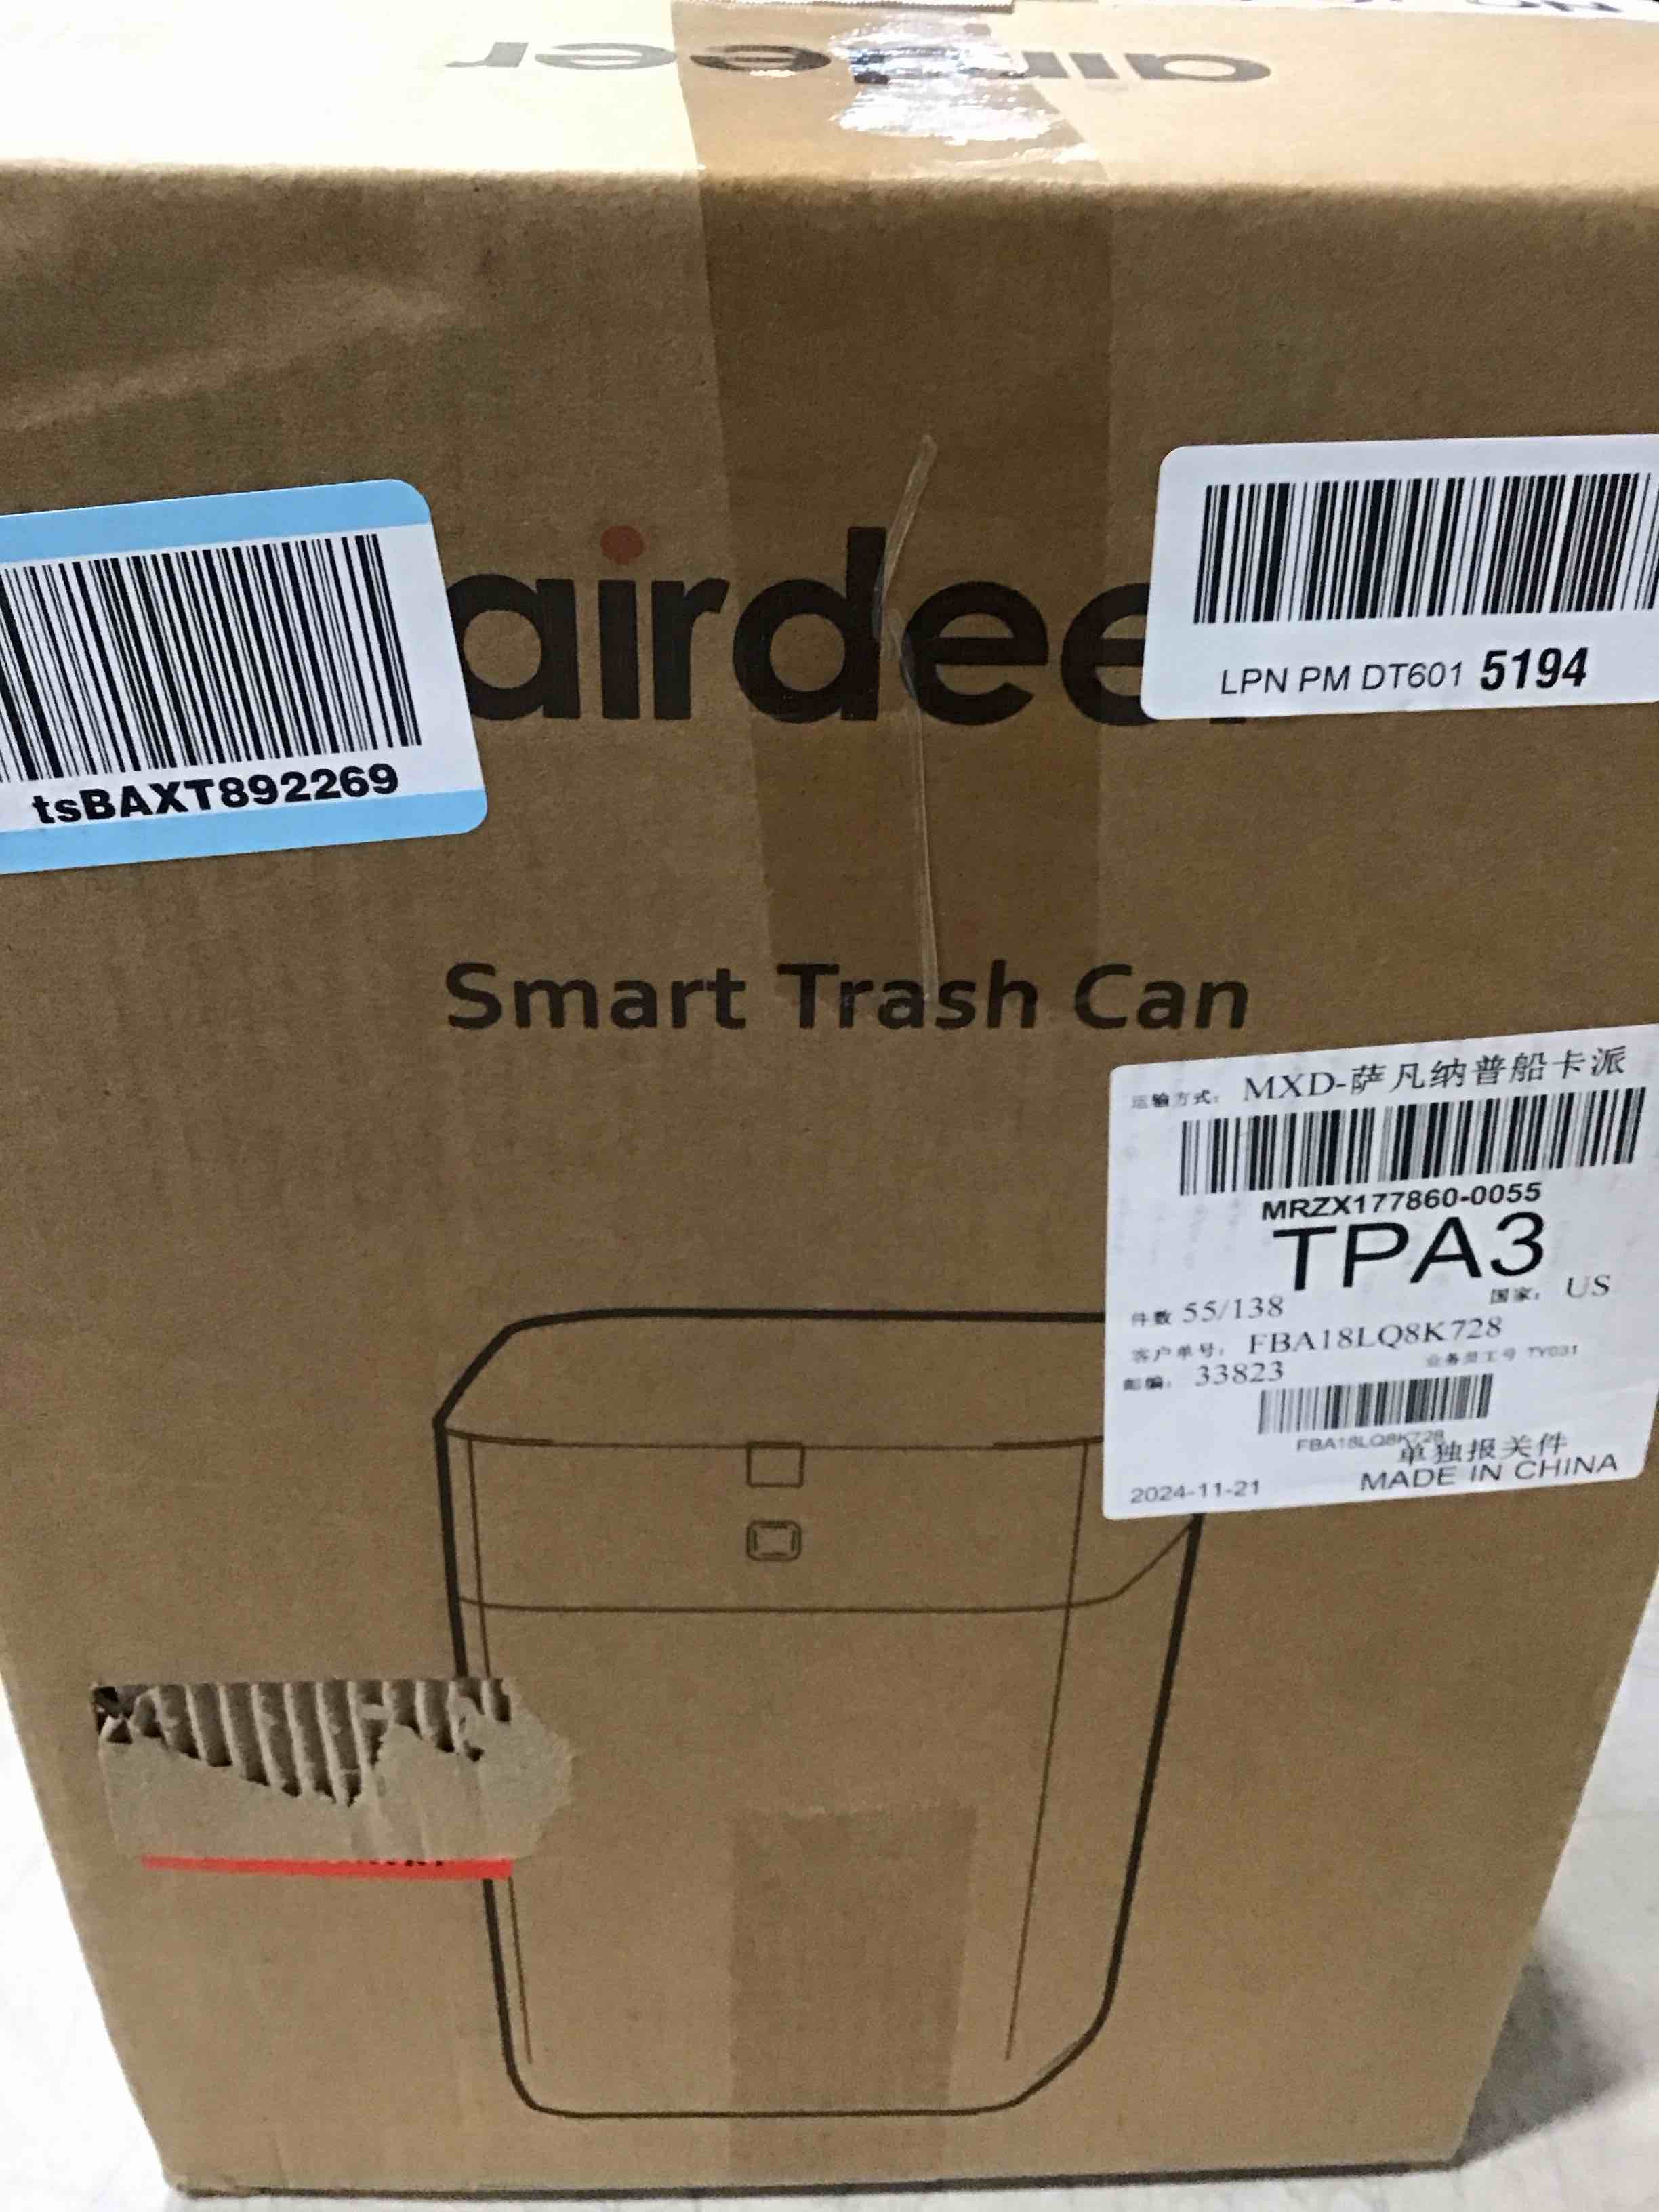 airdeer
tsBAXT892269
LPN PM DT601 5194
Smart Trash Can
运输方式: MXD-萨凡纳普船卡派
MRZX177860-0055
TPA3
件数 55/138
国家: US
客户单号: FBA18LQ8K728
业务员工号 TY031
邮编: 33823
FBA18LQ8K728
单独报关件
2024-11-21
MADE IN CHINA